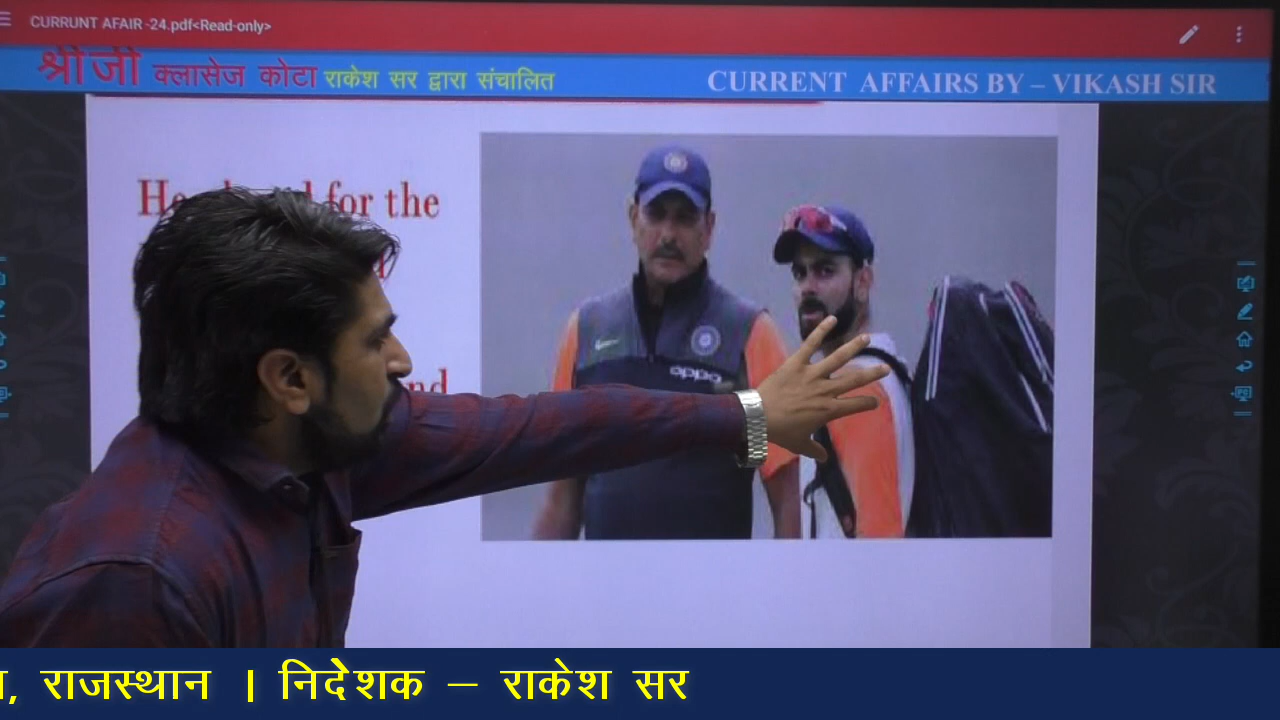 CURRUNT AFAIR -24.pdf<Read-only>
श्रीजी क्लासेज कोटा राकेश सर द्वारा संचालित
CURRENT AFFAIRS BY – VIKASH SIR
for the
oppo
, राजस्थान | निदेशक – राकेश सर